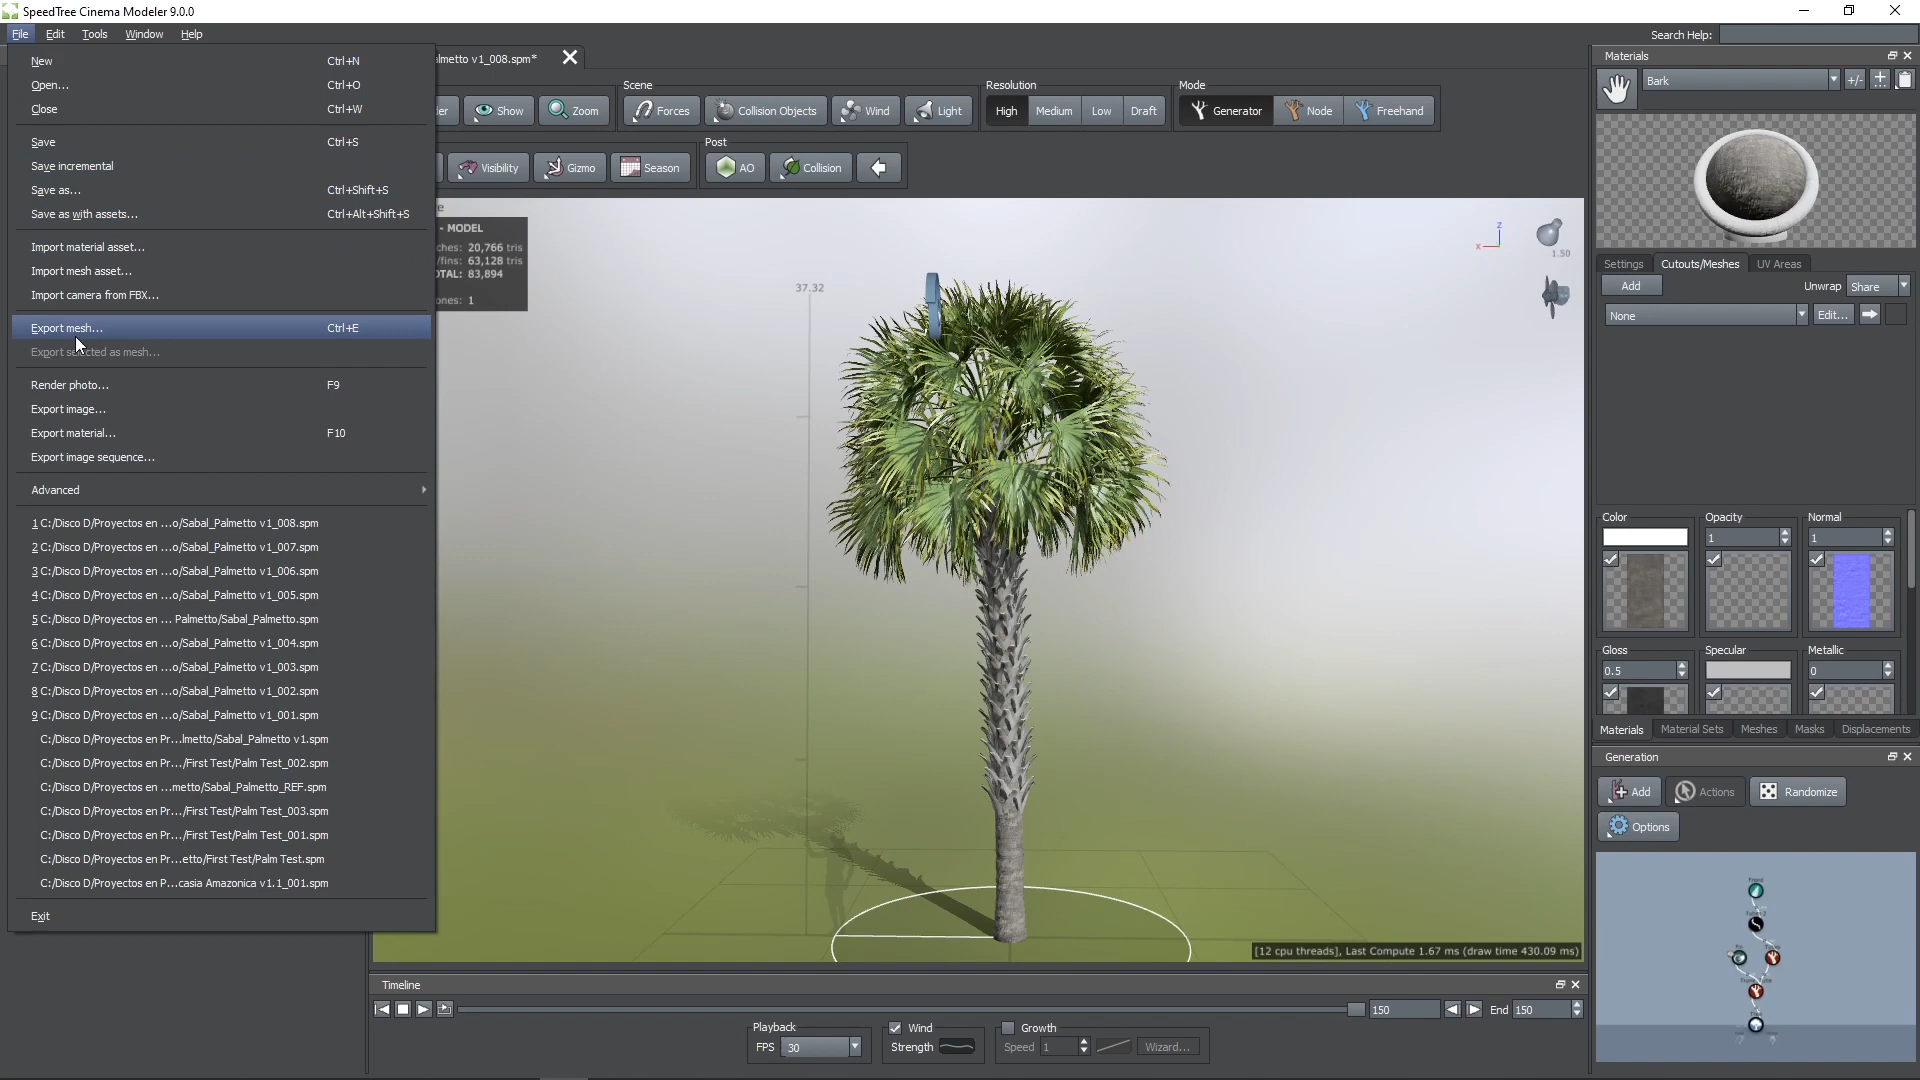 SpeedTree Cinema Modeler 9.0.0
File Edit Tools Window Help
Search Help:
New Ctrl+N
Open... Ctrl+O
Close Ctrl+W
Save Ctrl+S
Save incremental
Save as... Ctrl+Shift+S
Save as with assets... Ctrl+Alt+Shift+S
Import material asset...
Import mesh asset...
Import camera from FBX...
Export mesh... Ctrl+E
Export selected as mesh...
Render photo... F9
Export image...
Export material... F10
Export image sequence...
Advanced
1 C:/Disco D/Proyectos en ...o/Sabal_Palmetto v1_008.spm
2 C:/Disco D/Proyectos en ...o/Sabal_Palmetto v1_007.spm
3 C:/Disco D/Proyectos en ...o/Sabal_Palmetto v1_006.spm
4 C:/Disco D/Proyectos en ...o/Sabal_Palmetto v1_005.spm
5 C:/Disco D/Proyectos en ... Palmetto/Sabal_Palmetto.spm
6 C:/Disco D/Proyectos en ...o/Sabal_Palmetto v1_004.spm
7 C:/Disco D/Proyectos en ...o/Sabal_Palmetto v1_003.spm
8 C:/Disco D/Proyectos en ...o/Sabal_Palmetto v1_002.spm
9 C:/Disco D/Proyectos en ...o/Sabal_Palmetto v1_001.spm
C:/Disco D/Proyectos en Pr...lmetto/Sabal_Palmetto v1.spm
C:/Disco D/Proyectos en Pr.../First Test/Palm Test_002.spm
C:/Disco D/Proyectos en ...metto/Sabal_Palmetto_REF.spm
C:/Disco D/Proyectos en Pr.../First Test/Palm Test_003.spm
C:/Disco D/Proyectos en Pr.../First Test/Palm Test_001.spm
C:/Disco D/Proyectos en Pr...etto/First Test/Palm Test.spm
C:/Disco D/Proyectos en P...casia Amazonica v1.1_001.spm
Exit
lmetto v1_008.spm*
Scene
Resolution
Mode
er Show Zoom
Forces Collision Objects Wind Light
High Medium Low Draft
Generator Node Freehand
Post
Visibility Gizmo Season
AO Collision
e
- MODEL
ches: 20,766 tris
/fins: 63,128 tris
OTAL: 83,894
ones: 1
37.32
z
x
1.50
[12 cpu threads], Last Compute 1.67 ms (draw time 430.09 ms)
Timeline
150
End 150
Playback
FPS 30
Wind
Strength
Growth
Speed 1 Wizard...
Materials
Bark
+/-
Settings Cutouts/Meshes UV Areas
Add
Unwrap Share
None
Edit...
Color Opacity Normal
1 1
Gloss Specular Metallic
0.5 0
Materials Material Sets Meshes Masks Displacements
Generation
Add Actions Randomize
Options